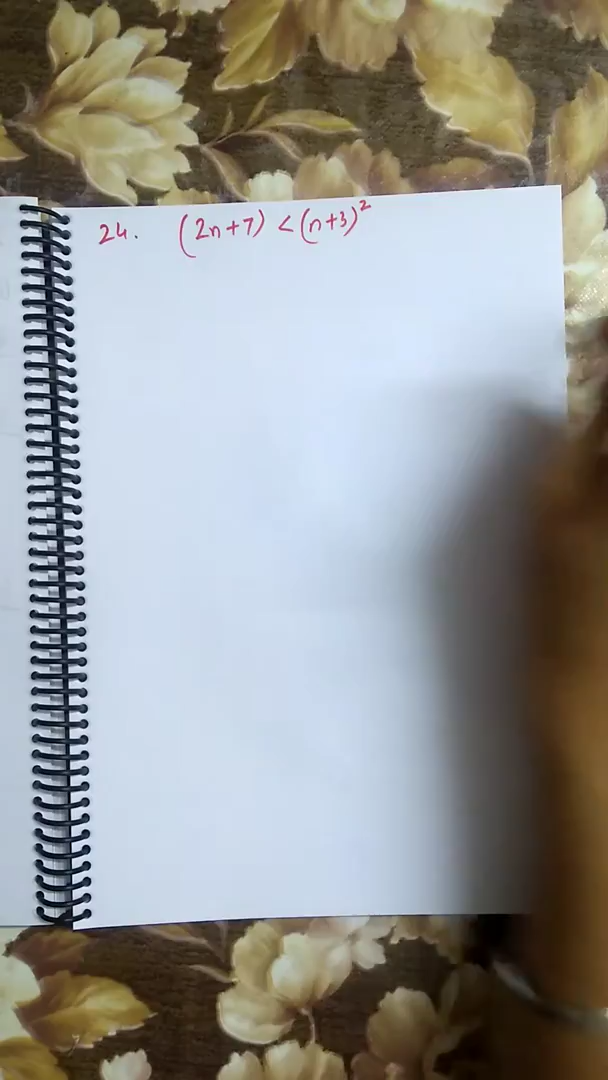 24. (2n+7) < (n+3)²